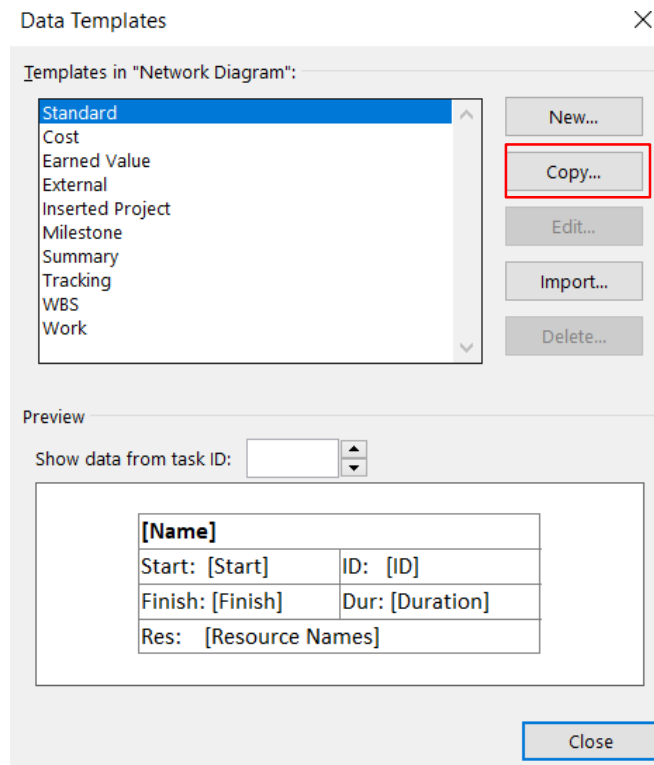 Data Templates
Templates in "Network Diagram":
Standard
Cost
Earned Value
External
Inserted Project
Milestone
Summary
Tracking
WBS
Work
New...
Copy...
Edit...
Import...
Delete...
Preview
Show data from task ID:
[Name]
Start: [Start] ID: [ID]
Finish: [Finish] Dur: [Duration]
Res: [Resource Names]
Close